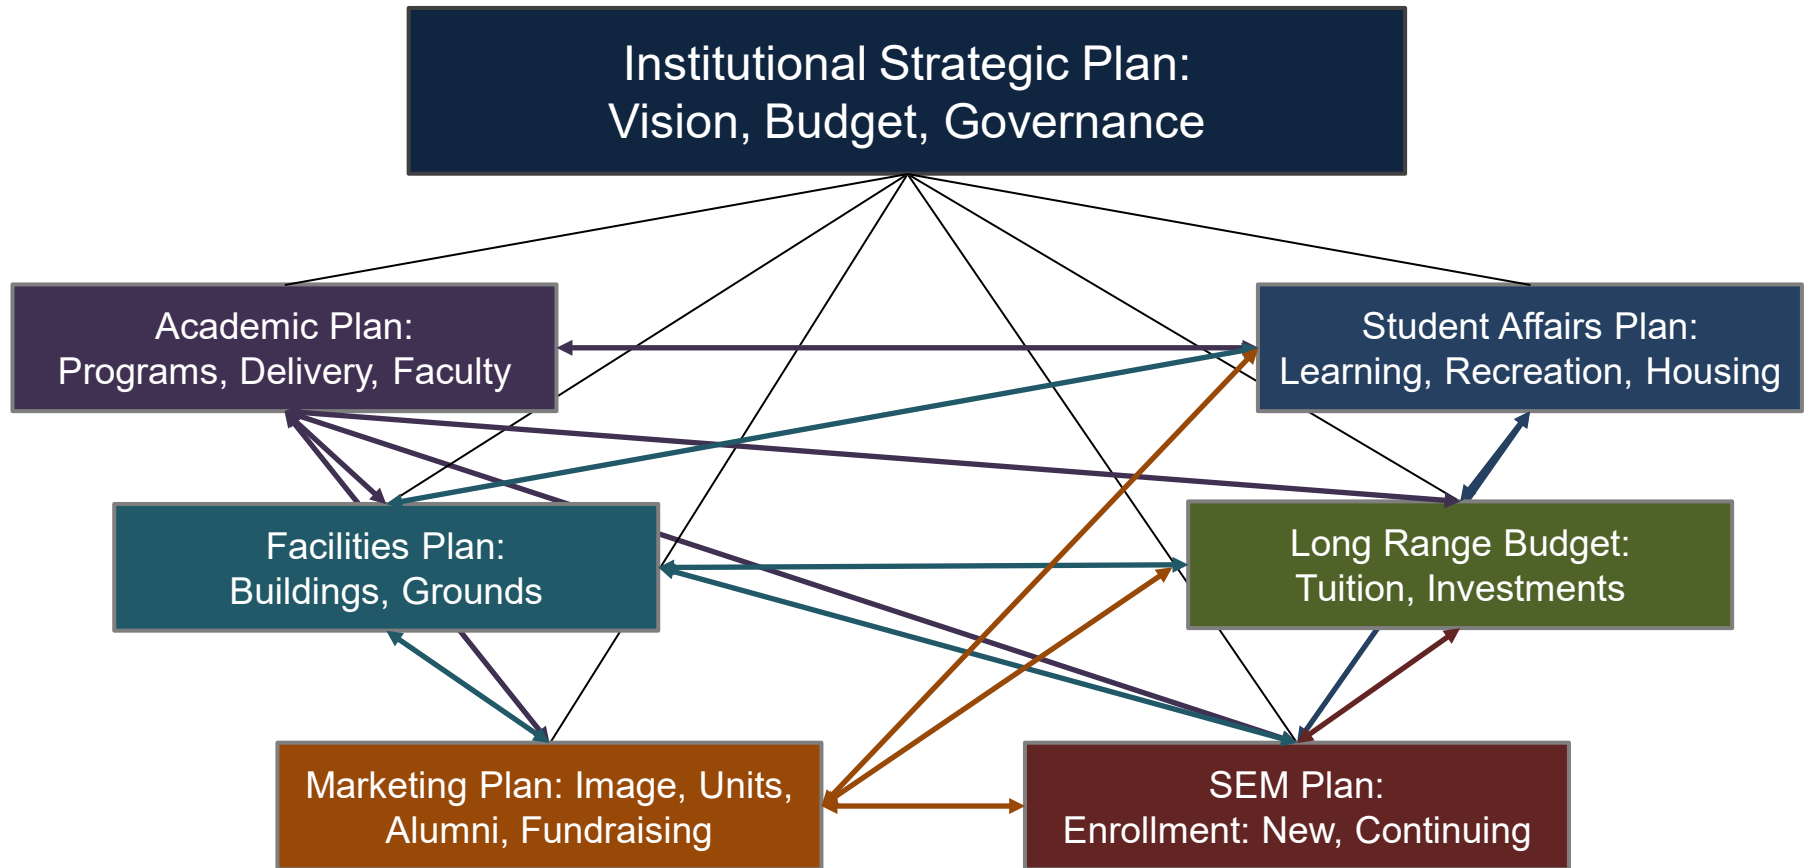 Institutional Strategic Plan:
Vision, Budget, Governance
Academic Plan:
Programs, Delivery, Faculty
Student Affairs Plan:
Learning, Recreation, Housing
Facilities Plan:
Buildings, Grounds
Long Range Budget:
Tuition, Investments
Marketing Plan: Image, Units,
Alumni, Fundraising
SEM Plan:
Enrollment: New, Continuing